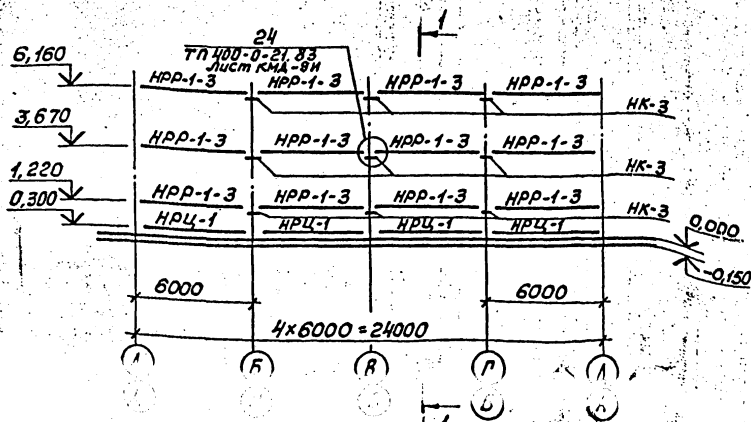 1
24
ТП 400-0-21.83
Лист КМД-8И
6,160
НРР-1-3 НРР-1-3 НРР-1-3 НРР-1-3
НК-3
3,670
НРР-1-3 НРР-1-3 НРР-1-3 НРР-1-3
НК-3
1,220
НРР-1-3 НРР-1-3 НРР-1-3 НРР-1-3
НК-3
0,300
НРЦ-1 НРЦ-1 НРЦ-1 НРЦ-1
0,000
-0,150
6000 6000
4×6000=24000
Б В Г